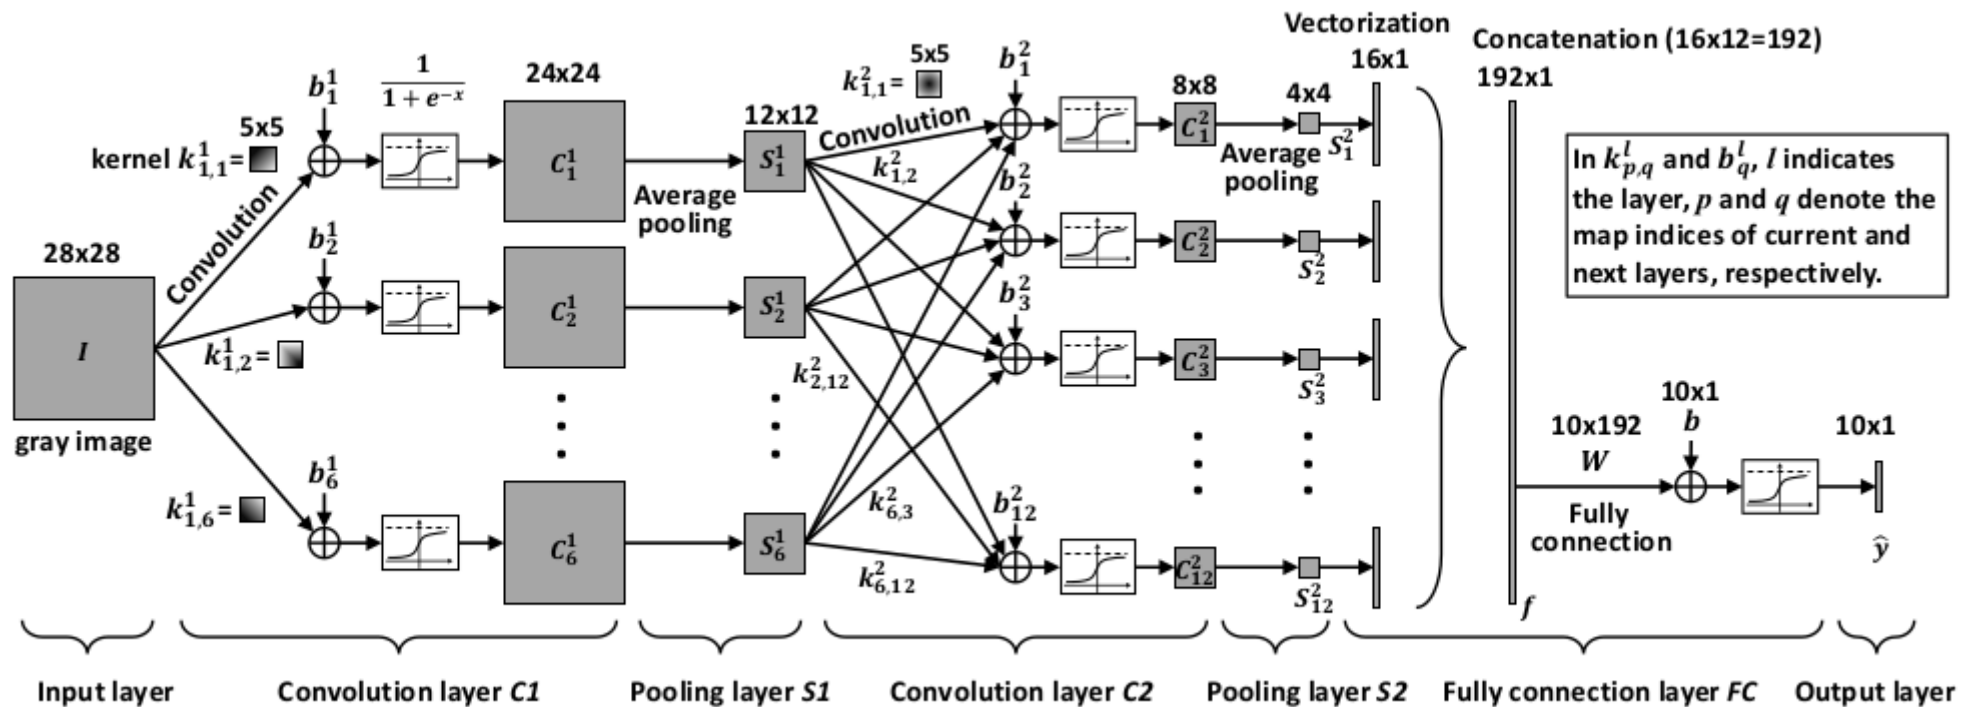 28x28
I
gray image
Convolution
kernel k^1_{1,1}=
5x5
b^1_1
1
1 + e^{-x}
24x24
C^1_1
b^1_2
k^1_{1,2}=
C^1_2
b^1_6
k^1_{1,6}=
C^1_6
Average
pooling
12x12
S^1_1
S^1_2
S^1_6
Convolution
k^2_{1,1}=
5x5
k^2_{1,2}
k^2_{2,12}
k^2_{6,3}
k^2_{6,12}
b^2_1
b^2_2
b^2_3
b^2_{12}
8x8
C^2_1
C^2_2
C^2_3
C^2_{12}
Average
pooling
4x4
S^2_1
S^2_2
S^2_3
S^2_{12}
Vectorization
16x1
Concatenation (16x12=192)
192x1
f
In k^l_{p,q} and b^l_q, l indicates
the layer, p and q denote the
map indices of current and
next layers, respectively.
10x192
W
Fully
connection
10x1
b
10x1
ŷ
Input layer
Convolution layer C1
Pooling layer S1
Convolution layer C2
Pooling layer S2
Fully connection layer FC
Output layer